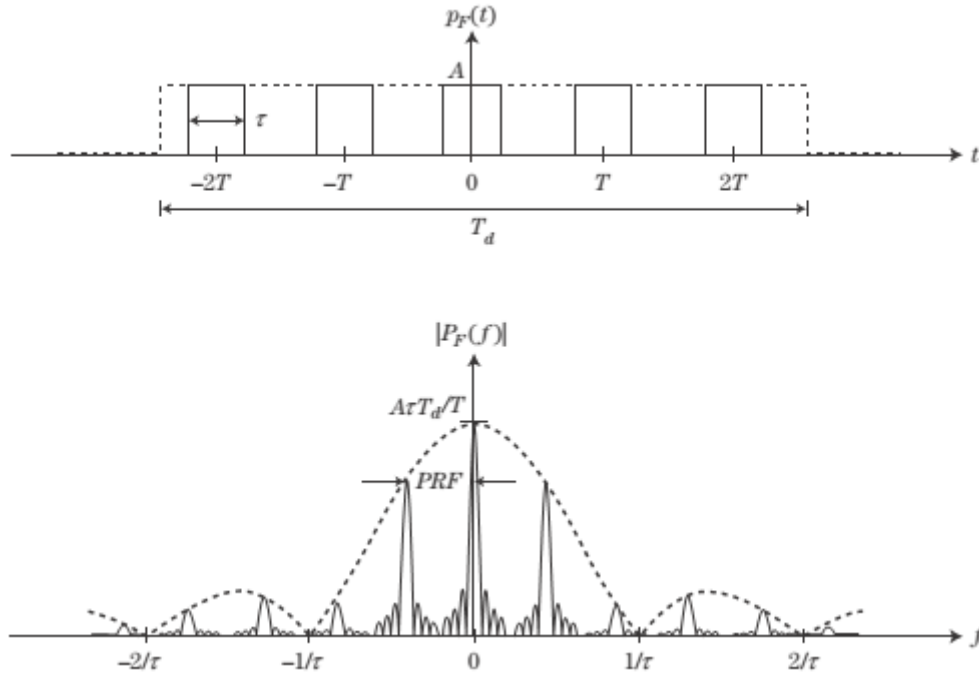 p_F(t)
A
τ
t
–2T –T 0 T 2T
T_d
|P_F(f)|
AτT_d/T
PRF
f
–2/τ –1/τ 0 1/τ 2/τ